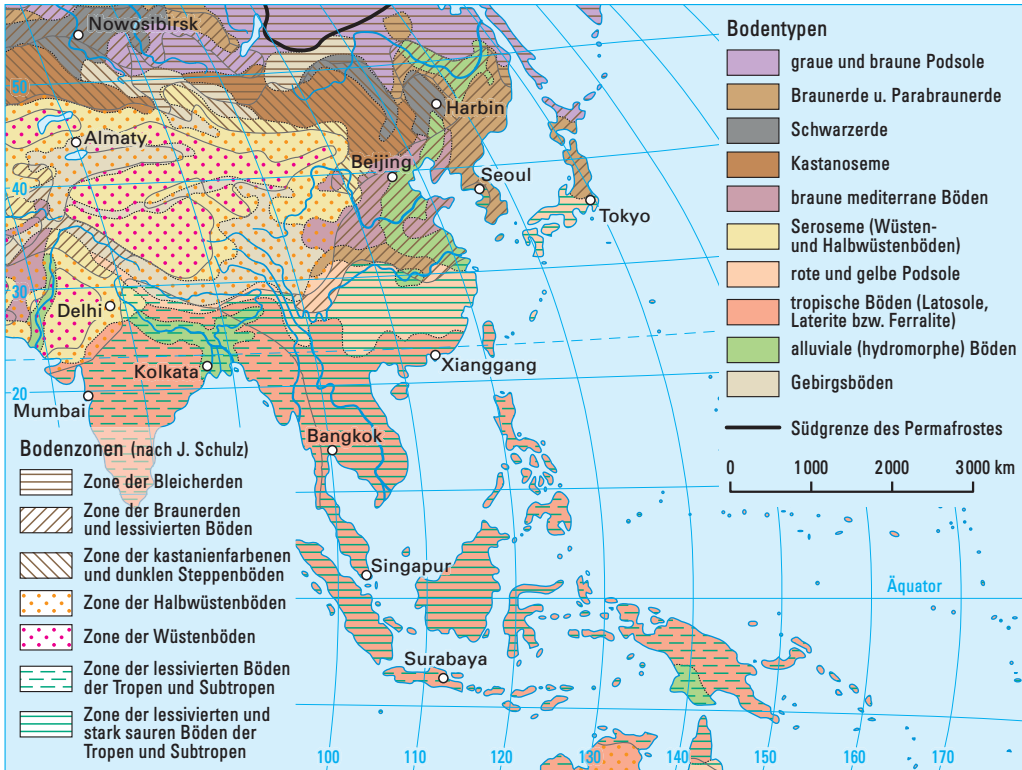 Nowosibirsk
50
Harbin
Almaty
Beijing
40
Seoul
Tokyo
30
Delhi
Kolkata
Xianggang
20
Mumbai
Bangkok
Singapur
Äquator
Surabaya
100
110
120
130
140
150
160
170
Bodentypen
graue und braune Podsole
Braunerde u. Parabraunerde
Schwarzerde
Kastanoseme
braune mediterrane Böden
Seroseme (Wüsten-
und Halbwüstenböden)
rote und gelbe Podsole
tropische Böden (Latosole,
Laterite bzw. Ferralite)
alluviale (hydromorphe) Böden
Gebirgsböden
Südgrenze des Permafrostes
0 1000 2000 3000 km
Bodenzonen (nach J. Schulz)
Zone der Bleicherden
Zone der Braunerden
und lessivierten Böden
Zone der kastanienfarbenen
und dunklen Steppenböden
Zone der Halbwüstenböden
Zone der Wüstenböden
Zone der lessivierten Böden
der Tropen und Subtropen
Zone der lessivierten und
stark sauren Böden der
Tropen und Subtropen